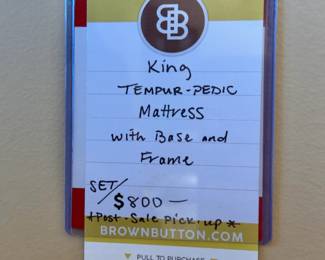 King
TEMPUR-PEDIC
Mattress
with Base and
Frame
SET/
$800—
*Post-Sale Pick-up*
BROWNBUTTON.COM
PULL TO PURCHASE